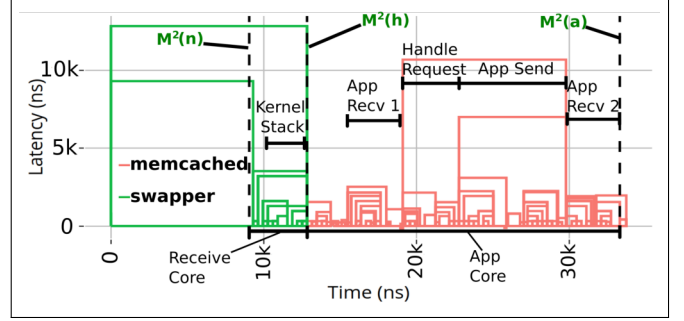 M²(n)
M²(h)
M²(a)
Handle
Request
App Send
App
Recv 1
App
Recv 2
Kernel
Stack
10k
5k
0
Latency (ns)
memcached
swapper
Receive
Core
App
Core
0
10k
20k
30k
Time (ns)